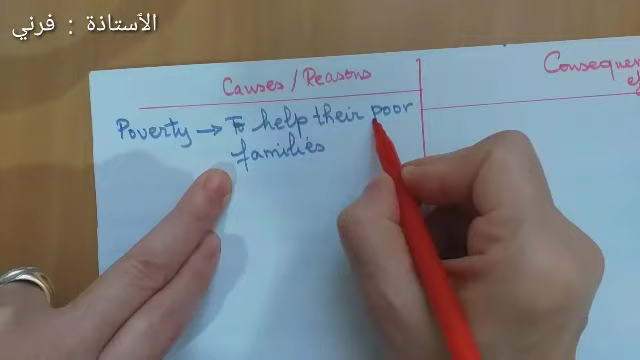 الأستاذة : فرني
Causes / Reasons
Poverty → To help their poor
families